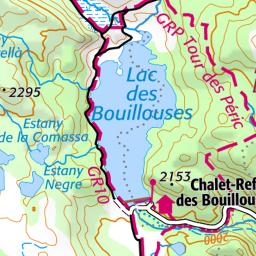 Lac
des
Bouillouses
GRP Tour des Péric
2295
Estany
de la Comassa
Estany
Negre
GR10
2153
Chalet-Ref
des Bouillou
2000